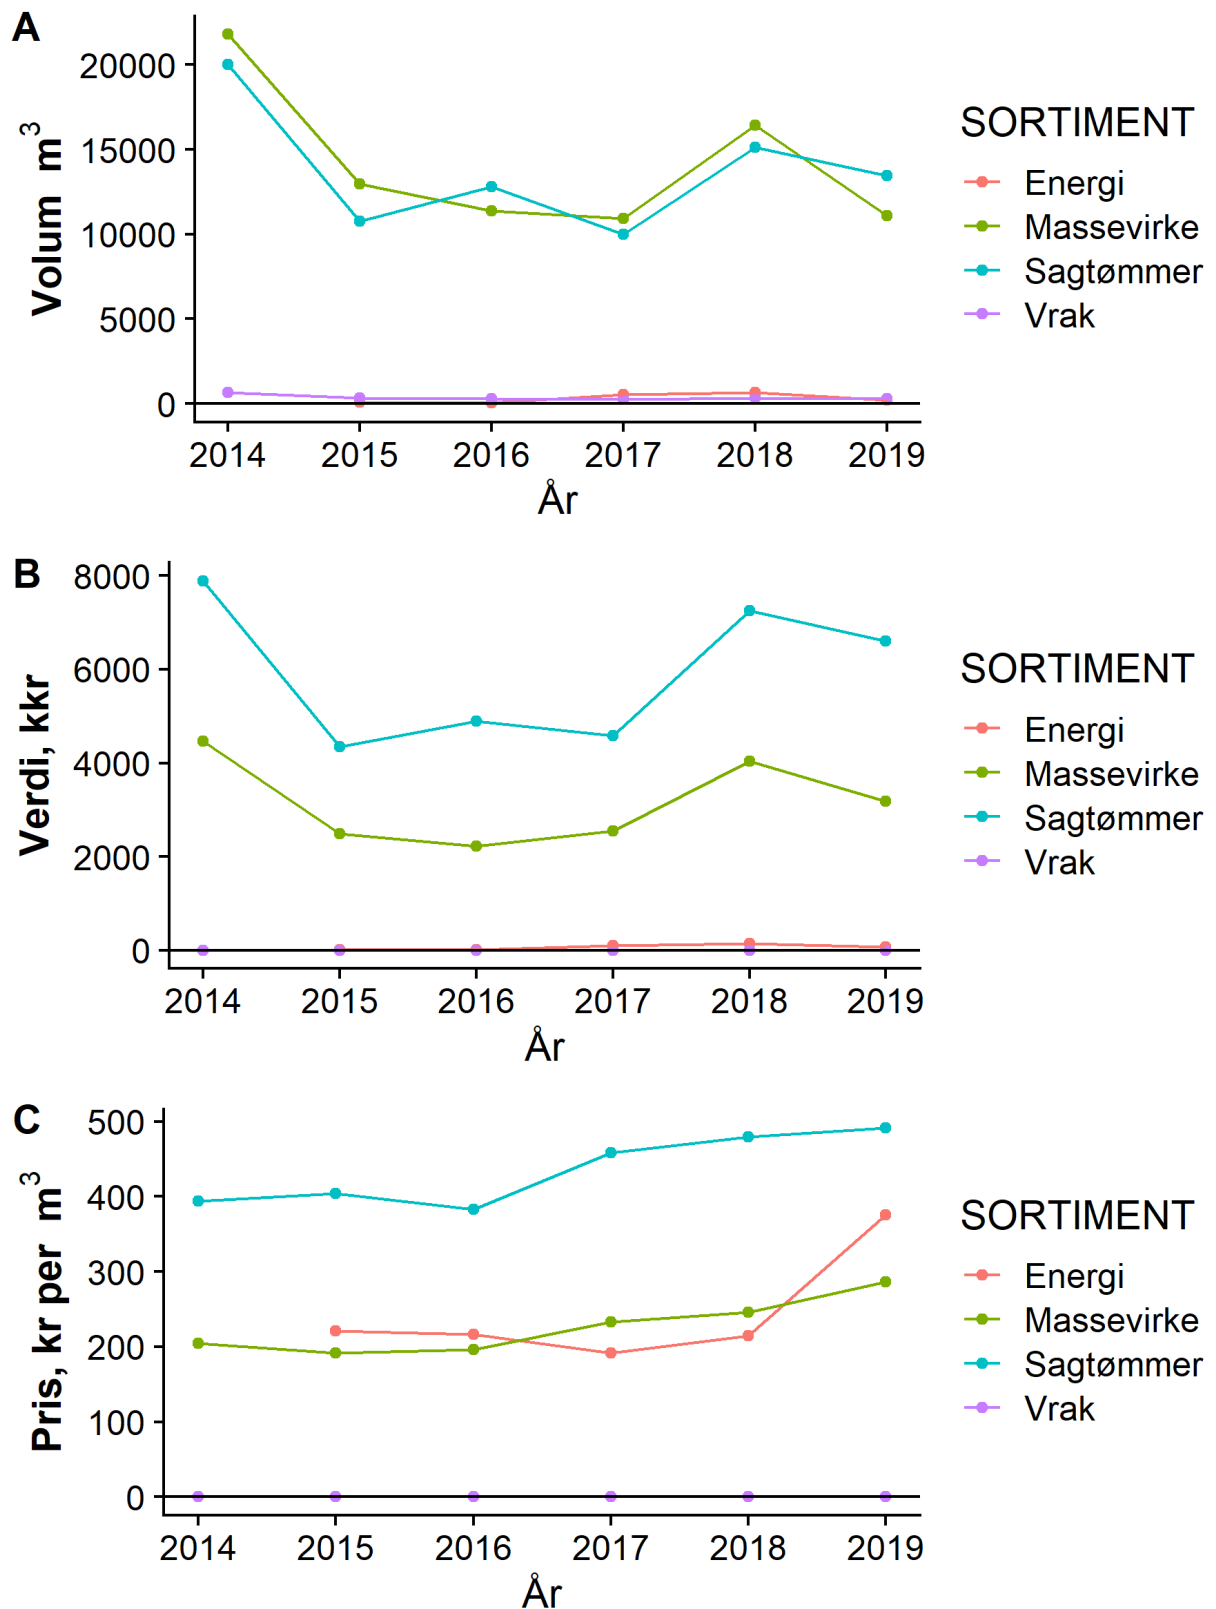 A
Volum m³
20000
15000
10000
5000
0
2014 2015 2016 2017 2018 2019
År
SORTIMENT
Energi
Massevirke
Sagtømmer
Vrak
B
Verdi, kkr
8000
6000
4000
2000
0
2014 2015 2016 2017 2018 2019
År
SORTIMENT
Energi
Massevirke
Sagtømmer
Vrak
C
Pris, kr per m³
500
400
300
200
100
0
2014 2015 2016 2017 2018 2019
År
SORTIMENT
Energi
Massevirke
Sagtømmer
Vrak